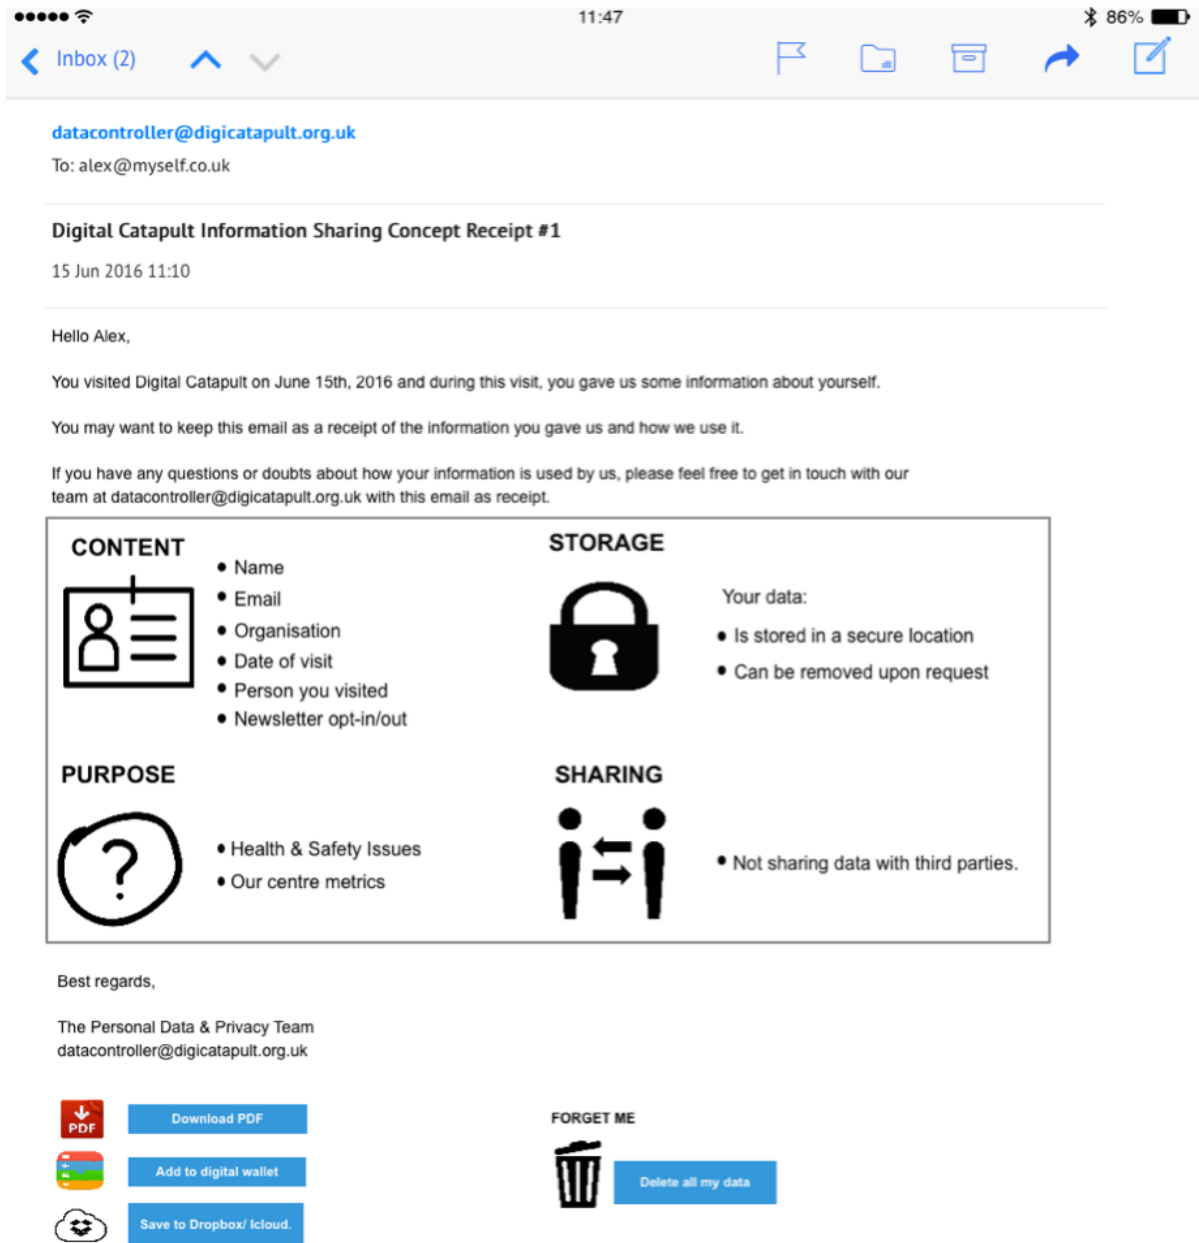 11:47
86%
Inbox (2)
datacontroller@digicatapult.org.uk
To: alex@myself.co.uk
Digital Catapult Information Sharing Concept Receipt #1
15 Jun 2016 11:10
Hello Alex,
You visited Digital Catapult on June 15th, 2016 and during this visit, you gave us some information about yourself.
You may want to keep this email as a receipt of the information you gave us and how we use it.
If you have any questions or doubts about how your information is used by us, please feel free to get in touch with our
team at datacontroller@digicatapult.org.uk with this email as receipt.
CONTENT
• Name
• Email
• Organisation
• Date of visit
• Person you visited
• Newsletter opt-in/out
STORAGE
Your data:
• Is stored in a secure location
• Can be removed upon request
PURPOSE
?
• Health & Safety Issues
• Our centre metrics
SHARING
• Not sharing data with third parties.
Best regards,
The Personal Data & Privacy Team
datacontroller@digicatapult.org.uk
PDF
Download PDF
Add to digital wallet
Save to Dropbox/ Icloud.
FORGET ME
Delete all my data